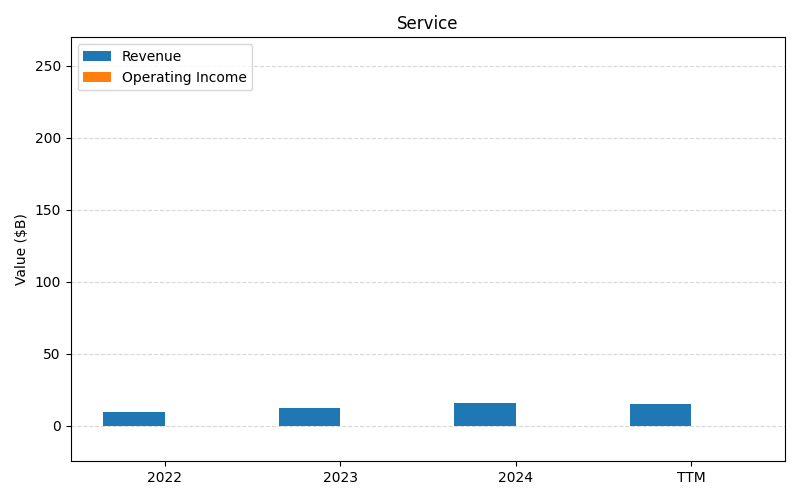 Service
Revenue
Operating Income
Value ($B)
250
200
150
100
50
0
2022 2023 2024 TTM